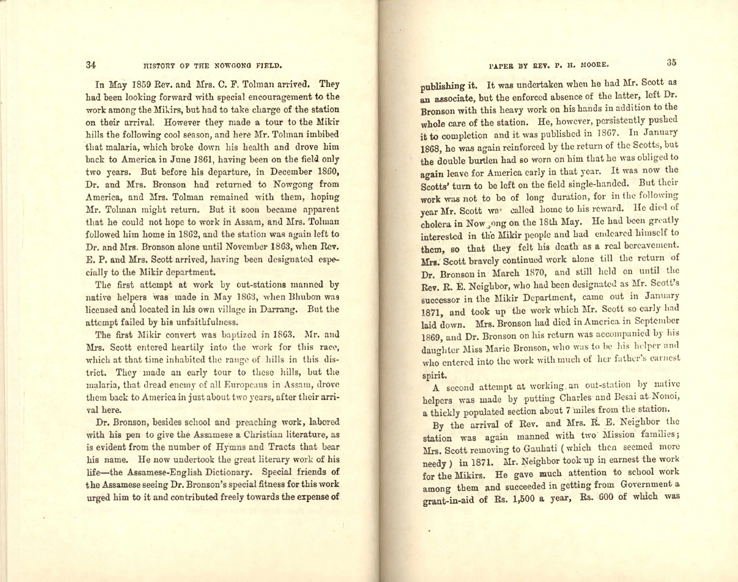 34 HISTORY OF THE NOWGONG FIELD.
In May 1859 Rev. and Mrs. C. F. Tolman arrived. They
had been looking forward with special encouragement to the
work among the Mikirs, but had to take charge of the station
on their arrival. However they made a tour to the Mikir
hills the following cool season, and here Mr. Tolman imbibed
that malaria, which broke down his health and drove him
back to America in June 1861, having been on the field only
two years. But before his departure, in December 1860,
Dr. and Mrs. Bronson had returned to Nowgong from
America, and Mrs. Tolman remained with them, hoping
Mr. Tolman might return. But it soon became apparent
that he could not hope to work in Assam, and Mrs. Tolman
followed him home in 1862, and the station was again left to
Dr. and Mrs. Bronson alone until November 1863, when Rev.
E. P. and Mrs. Scott arrived, having been designated espe-
cially to the Mikir department.
The first attempt at work by out-stations manned by
native helpers was made in May 1863, when Bhubon was
licensed and located in his own village in Darrang. But the
attempt failed by his unfaithfulness.
The first Mikir convert was baptized in 1863. Mr. and
Mrs. Scott entered heartily into the work for this race,
which at that time inhabited the range of hills in this dis-
trict. They made an early tour to these hills, but the
malaria, that dread enemy of all Europeans in Assam, drove
them back to America in just about two years, after their arri-
val here.
Dr. Bronson, besides school and preaching work, labored
with his pen to give the Assamese a Christian literature, as
is evident from the number of Hymns and Tracts that bear
his name. He now undertook the great literary work of his
life—the Assamese-English Dictionary. Special friends of
the Assamese seeing Dr. Bronson's special fitness for this work
urged him to it and contributed freely towards the expense of
PAPER BY REV. P. H. MOORE. 35
publishing it. It was undertaken when he had Mr. Scott as
an associate, but the enforced absence of the latter, left Dr.
Bronson with this heavy work on his hands in addition to the
whole care of the station. He, however, persistently pushed
it to completion and it was published in 1867. In January
1868, he was again reinforced by the return of the Scotts, but
the double burden had so worn on him that he was obliged to
again leave for America early in that year. It was now the
Scotts' turn to be left on the field single-handed. But their
work was not to be of long duration, for in the following
year Mr. Scott was called home to his reward. He died of
cholera in Nowgong on the 18th May. He had been greatly
interested in the Mikir people and had endeared himself to
them, so that they felt his death as a real bereavement.
Mrs. Scott bravely continued work alone till the return of
Dr. Bronson in March 1870, and still held on until the
Rev. R. E. Neighbor, who had been designated as Mr. Scott's
successor in the Mikir Department, came out in January
1871, and took up the work which Mr. Scott so early had
laid down. Mrs. Bronson had died in America in September
1869, and Dr. Bronson on his return was accompanied by his
daughter Miss Marie Bronson, who was to be his helper and
who entered into the work with much of her father's earnest
spirit.
A second attempt at working an out-station by native
helpers was made by putting Charles and Besai at Nonoi,
a thickly populated section about 7 miles from the station.
By the arrival of Rev. and Mrs. R. E. Neighbor the
station was again manned with two Mission families;
Mrs. Scott removing to Gauhati ( which then seemed more
needy ) in 1871. Mr. Neighbor took up in earnest the work
for the Mikirs. He gave much attention to school work
among them and succeeded in getting from Government a
grant-in-aid of Rs. 1,500 a year, Rs. 600 of which was